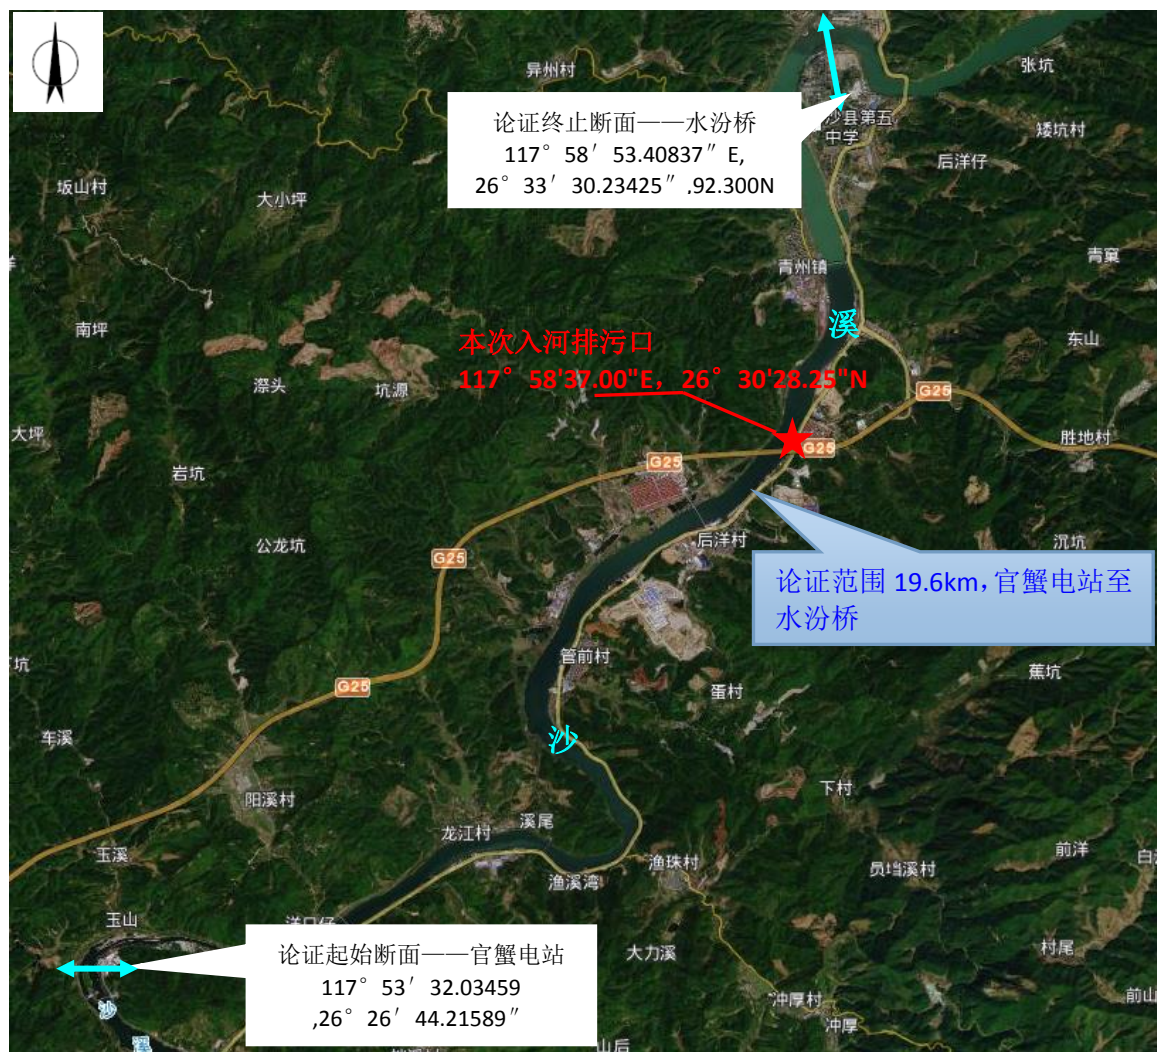 异州村
张坑
论证终止断面——水汾桥
117° 58′ 53.40837″ E,
26° 33′ 30.23425″ ,92.300N
沙县第五
中学
矮坑村
后洋仔
坂山村
大小坪
青窠
青州镇
南坪
溪
东山
本次入河排污口
117° 58'37.00"E，26° 30'28.25"N
漈头
坑源
G25
大坪
胜地村
G25
G25
岩坑
后洋村
公龙坑
G25
沉坑
论证范围 19.6km，官蟹电站至
水汾桥
管前村
蕉坑
G25
蛋村
车溪
沙
下村
阳溪村
溪尾
龙江村
前洋
玉溪
渔珠村
员垱溪村
渔溪湾
玉山
洋口仔
论证起始断面——官蟹电站
117° 53′ 32.03459
,26° 26′ 44.21589″
大力溪
村尾
前山
冲厚村
沙
冲厚
溪
山后